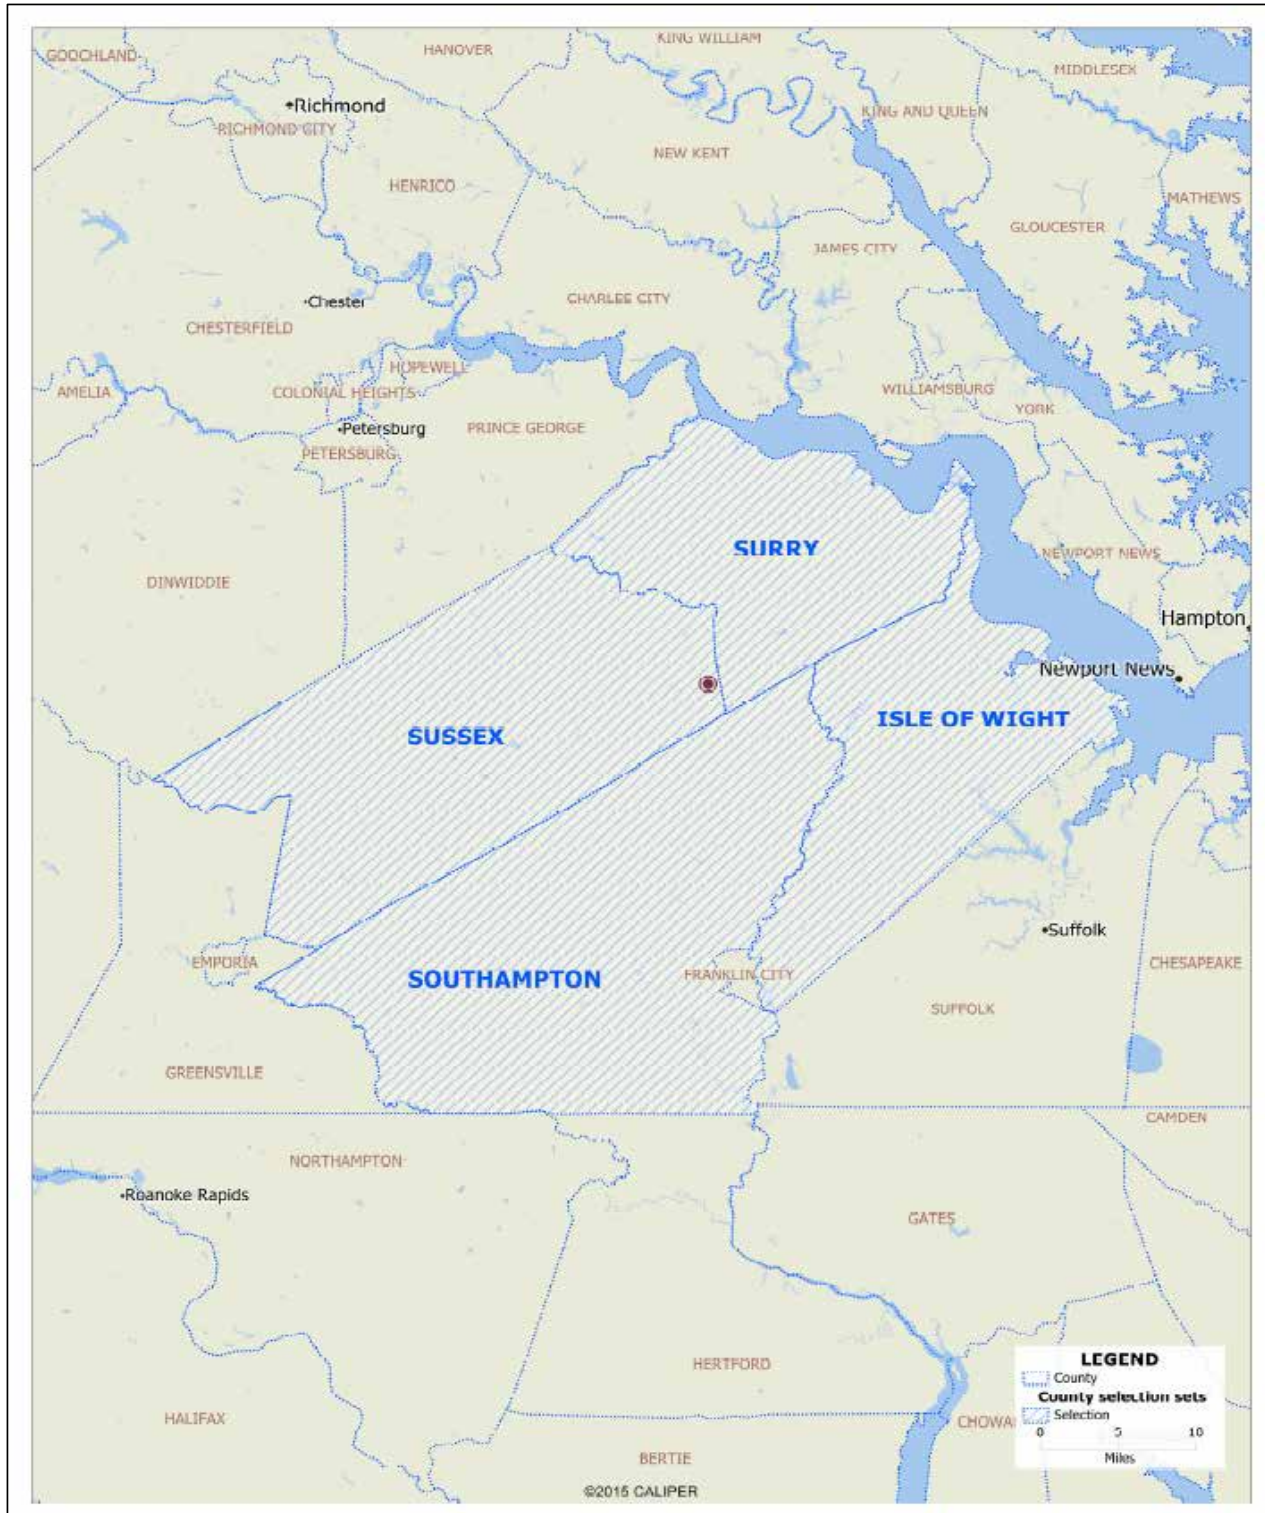 KING WILLIAM
HANOVER
GOOCHLAND
MIDDLESEX
Richmond
KING AND QUEEN
RICHMOND CITY
NEW KENT
HENRICO
MATHEWS
GLOUCESTER
JAMES CITY
CHARLES CITY
Chester
CHESTERFIELD
HOPEWELL
AMELIA
COLONIAL HEIGHTS
WILLIAMSBURG
YORK
Petersburg
PRINCE GEORGE
PETERSBURG
SURRY
NEWPORT NEWS
DINWIDDIE
Hampton
Newport News
ISLE OF WIGHT
SUSSEX
Suffolk
EMPORIA
CHESAPEAKE
FRANKLIN CITY
SOUTHAMPTON
SUFFOLK
GREENSVILLE
CAMDEN
NORTHAMPTON
Roanoke Rapids
GATES
HERTFORD
LEGEND
County
County selection sets
Selection
HALIFAX
CHOWA
0 5 10
Miles
BERTIE
©2015 CALIPER